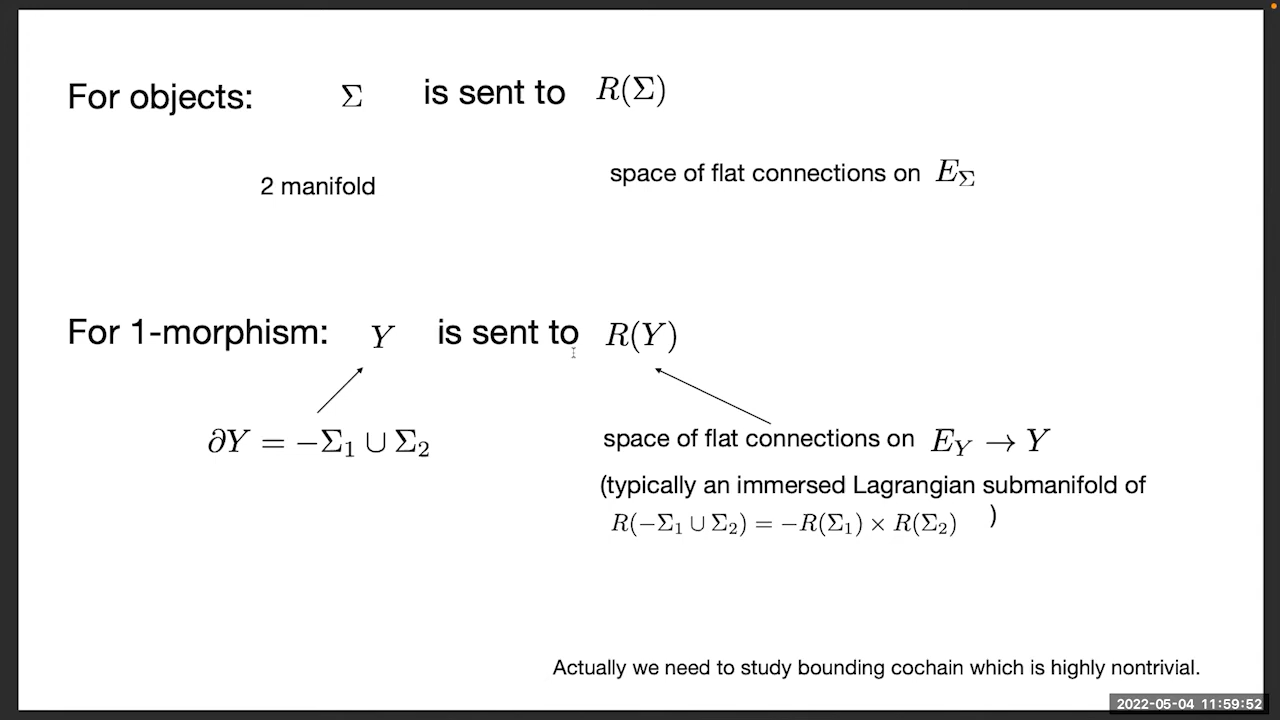 For objects: Σ is sent to R(Σ)
2 manifold space of flat connections on E_Σ
For 1-morphism: Y is sent to R(Y)
∂Y = −Σ₁ ∪ Σ₂ space of flat connections on E_Y → Y
(typically an immersed Lagrangian submanifold of
R(−Σ₁ ∪ Σ₂) = −R(Σ₁) × R(Σ₂) )
Actually we need to study bounding cochain which is highly nontrivial.
2022-05-04 11:59:52